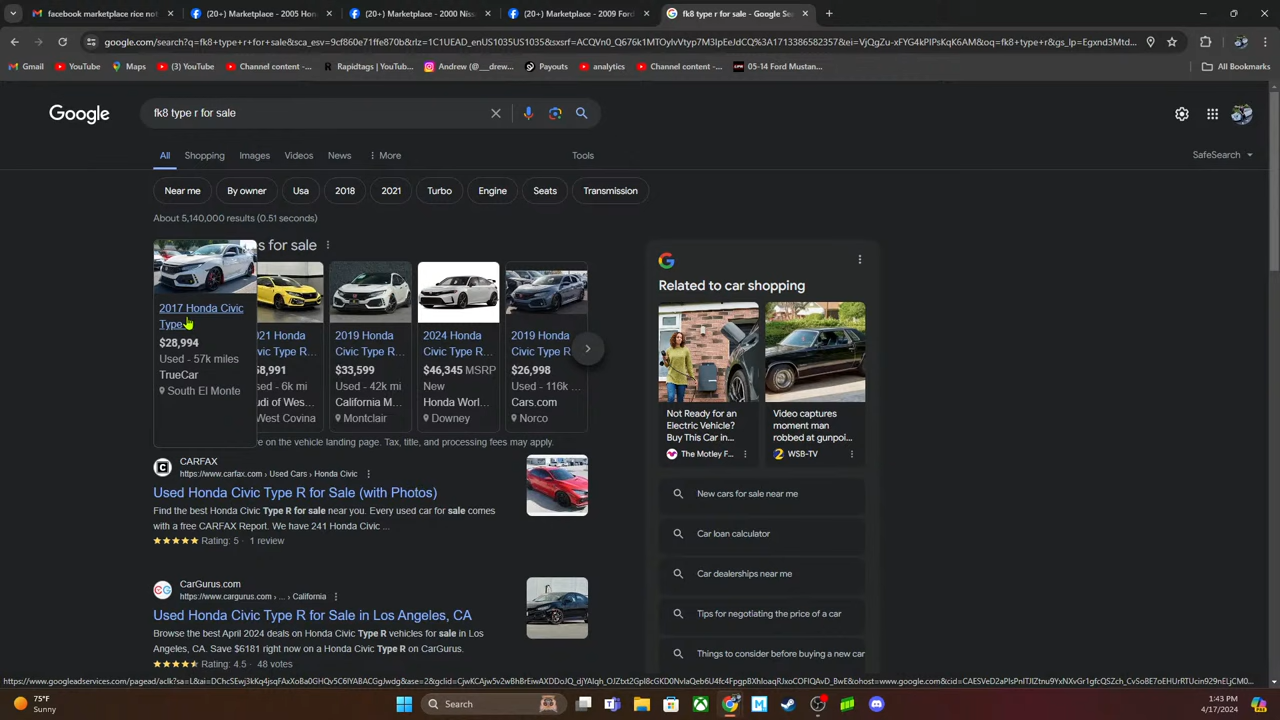 facebook marketplace rice not
(20+) Marketplace - 2005 Hon
(20+) Marketplace - 2000 Niss
(20+) Marketplace - 2009 Ford
fk8 type r for sale - Google Sea
Gmail
YouTube
Maps
(3) YouTube
Channel content -...
Rapidtags | YouTub...
Andrew (@___drew...
Payouts
analytics
Channel content -...
05-14 Ford Mustan...
All Bookmarks
Google
fk8 type r for sale
All
Shopping
Images
Videos
News
More
Tools
SafeSearch
Near me
By owner
Usa
2018
2021
Turbo
Engine
Seats
Transmission
About 5,140,000 results (0.51 seconds)
s for sale
2017 Honda Civic
Type
$28,994
Used - 57k miles
TrueCar
South El Monte
21 Honda
ivic Type R...
8,991
ed - 6k mi
udi of Wes...
West Covina
2019 Honda
Civic Type R...
$33,599
Used - 42k mi
California M...
Montclair
2024 Honda
Civic Type R...
$46,345 MSRP
New
Honda Worl...
Downey
2019 Honda
Civic Type R...
$26,998
Used - 116k ...
Cars.com
Norco
re on the vehicle landing page. Tax, title, and processing fees may apply.
CARFAX
https://www.carfax.com › Used Cars › Honda Civic
Used Honda Civic Type R for Sale (with Photos)
Find the best Honda Civic Type R for sale near you. Every used car for sale comes
with a free CARFAX Report. We have 241 Honda Civic ...
Rating: 5 · 1 review
CarGurus.com
https://www.cargurus.com › ... › California
Used Honda Civic Type R for Sale in Los Angeles, CA
Browse the best April 2024 deals on Honda Civic Type R vehicles for sale in Los
Angeles, CA. Save $6181 right now on a Honda Civic Type R on CarGurus.
Rating: 4.5 · 48 votes
Related to car shopping
Not Ready for an
Electric Vehicle?
Buy This Car in...
The Motley F...
Video captures
moment man
robbed at gunpoi...
WSB-TV
New cars for sale near me
Car loan calculator
Car dealerships near me
Tips for negotiating the price of a car
Things to consider before buying a new car
75°F
Sunny
Search
1:43 PM
4/17/2024